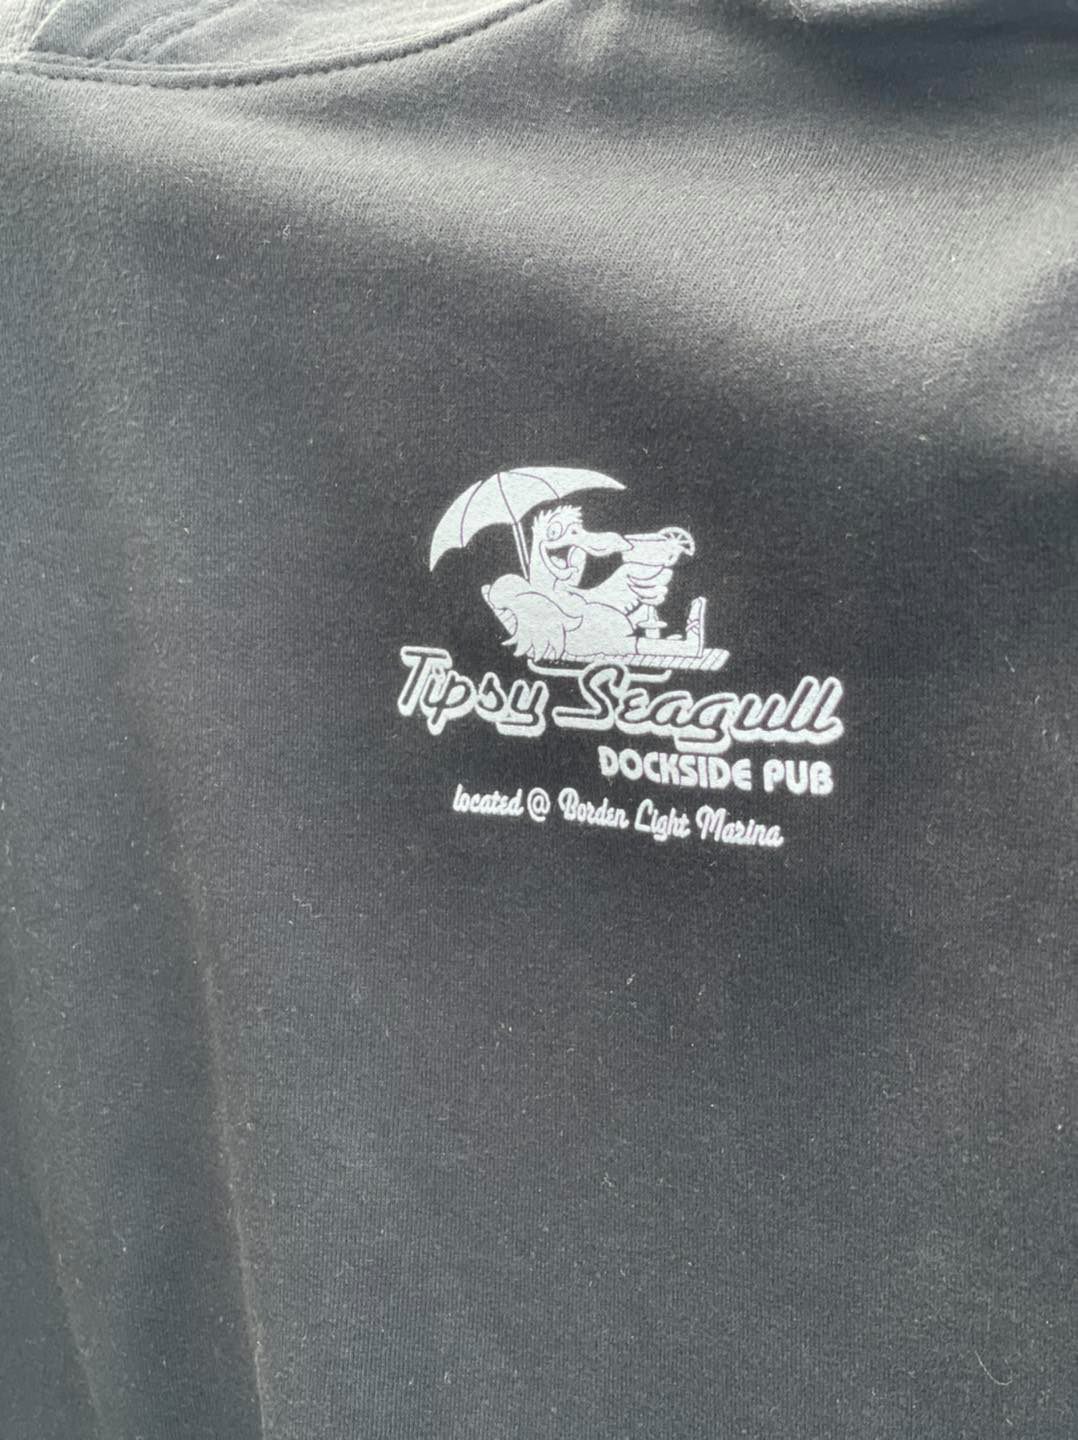 Tipsy Seagull
DOCKSIDE PUB
located @ Borden Light Marina